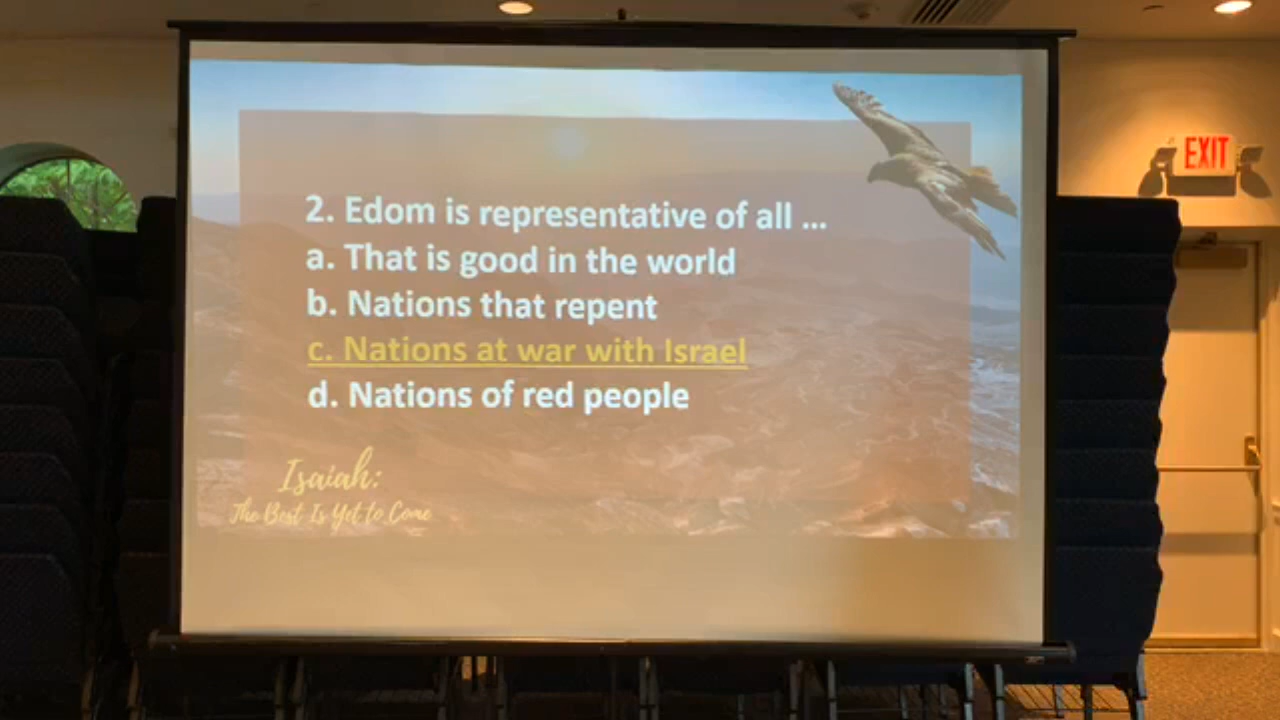 2. Edom is representative of all ...
a. That is good in the world
b. Nations that repent
c. Nations at war with Israel
d. Nations of red people
Isaiah:
The Best Is Yet to Come
EXIT